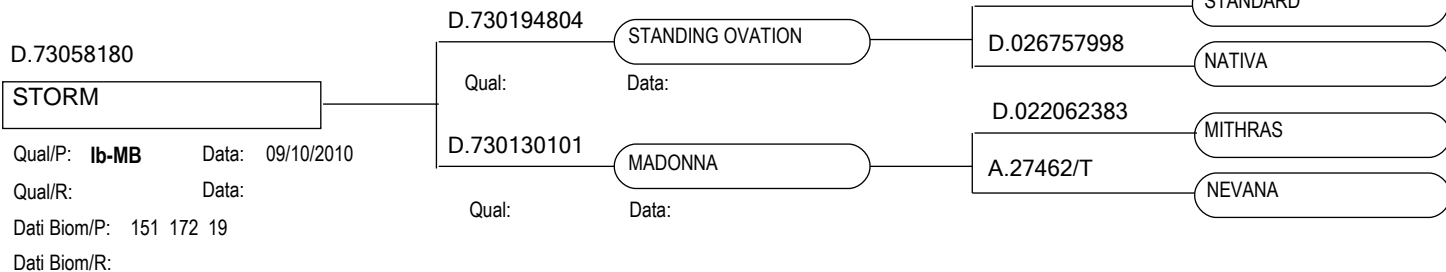 STANDARD
D.730194804
STANDING OVATION
D.026757998
NATIVA
Qual: Data:
D.73058180
STORM
Qual/P: Ib-MB Data: 09/10/2010
Qual/R: Data:
Dati Biom/P: 151 172 19
Dati Biom/R:
D.730130101
MADONNA
Qual: Data:
D.022062383
MITHRAS
A.27462/T
NEVANA